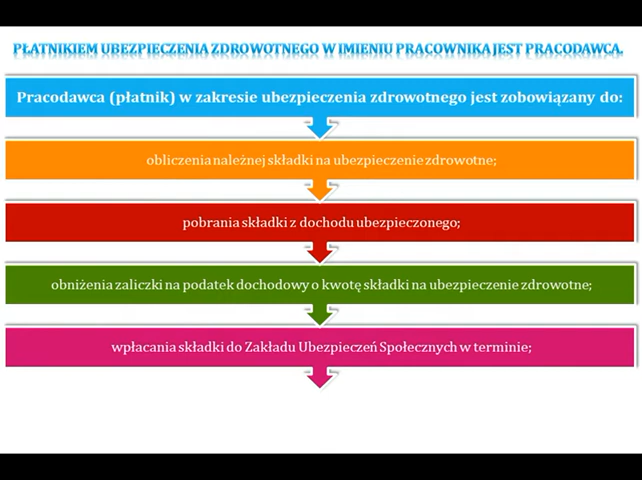 PŁATNIKIEM UBEZPIECZENIA ZDROWOTNEGO W IMIENIU PRACOWNIKA JEST PRACODAWCA.
Pracodawca (płatnik) w zakresie ubezpieczenia zdrowotnego jest zobowiązany do:
obliczenia należnej składki na ubezpieczenie zdrowotne;
pobrania składki z dochodu ubezpieczonego;
obniżenia zaliczki na podatek dochodowy o kwotę składki na ubezpieczenie zdrowotne;
wpłacania składki do Zakładu Ubezpieczeń Społecznych w terminie;